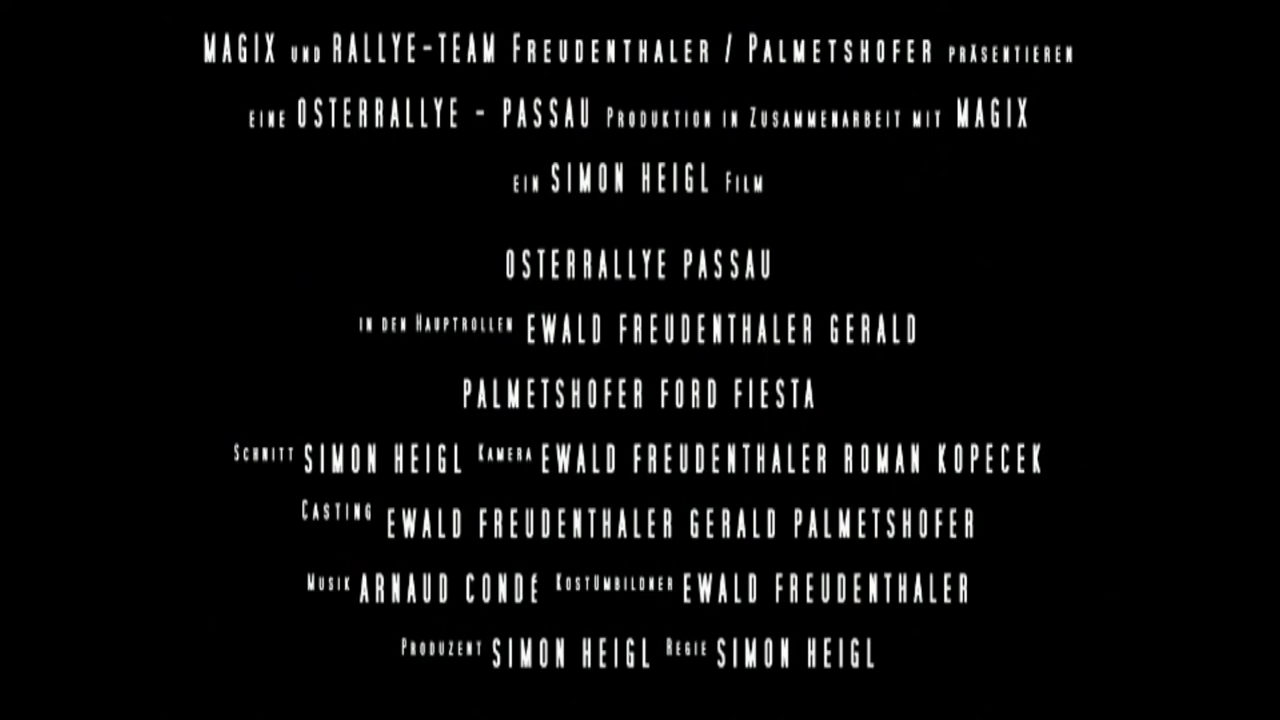 MAGIX UND RALLYE-TEAM FREUDENTHALER / PALMETSHOFER PRÄSENTIEREN
EINE OSTERRALLYE - PASSAU PRODUKTION IN ZUSAMMENARBEIT MIT MAGIX
EIN SIMON HEIGL FILM
OSTERRALLYE PASSAU
IN DEN HAUPTROLLEN EWALD FREUDENTHALER GERALD
PALMETSHOFER FORD FIESTA
SCHNITT SIMON HEIGL KAMERA EWALD FREUDENTHALER ROMAN KOPECEK
CASTING EWALD FREUDENTHALER GERALD PALMETSHOFER
MUSIK ARNAUD CONDÉ KOSTÜMBILDNER EWALD FREUDENTHALER
PRODUZENT SIMON HEIGL REGIE SIMON HEIGL